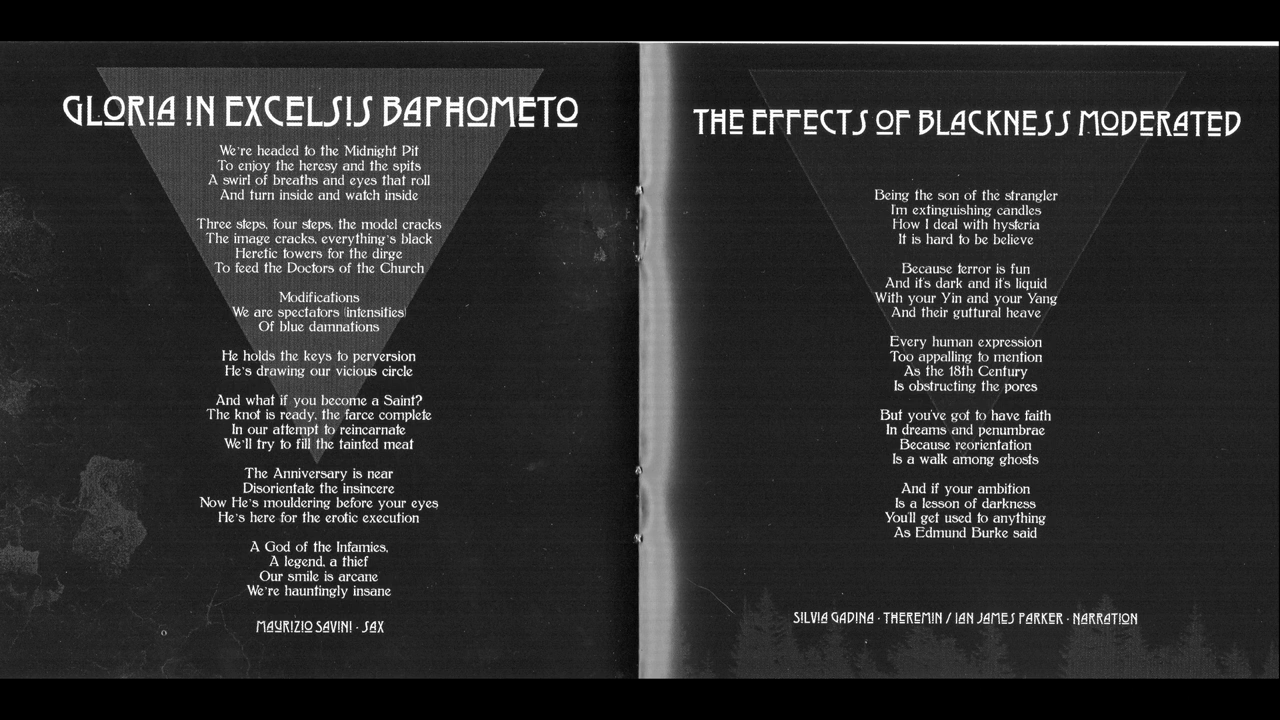 GLORIA IN EXCELSIS BAPHOMETO
We're headed to the Midnight Pit
To enjoy the heresy and the spits
A swirl of breaths and eyes that roll
And turn inside and watch inside
Three steps, four steps, the model cracks
The image cracks, everything's black
Heretic towers for the dirge
To feed the Doctors of the Church
Modifications
We are spectators (intensities)
Of blue damnations
He holds the keys to perversion
He's drawing our vicious circle
And what if you become a Saint?
The knot is ready, the farce complete
In our attempt to reincarnate
We'll try to fill the tainted meat
The Anniversary is near
Disorientate the insincere
Now He's mouldering before your eyes
He's here for the erotic execution
A God of the Infamies,
A legend, a thief
Our smile is arcane
We're hauntingly insane
MAURIZIO SAVINI · SAX
THE EFFECTS OF BLACKNESS MODERATED
Being the son of the strangler
I'm extinguishing candles
How I deal with hysteria
It is hard to be believe
Because terror is fun
And it's dark and it's liquid
With your Yin and your Yang
And their guttural heave
Every human expression
Too appalling to mention
As the 18th Century
Is obstructing the pores
But you've got to have faith
In dreams and penumbrae
Because reorientation
Is a walk among ghosts
And if your ambition
Is a lesson of darkness
You'll get used to anything
As Edmund Burke said
SILVIA GADINA · THEREMIN / IAN JAMES PARKER · NARRATION